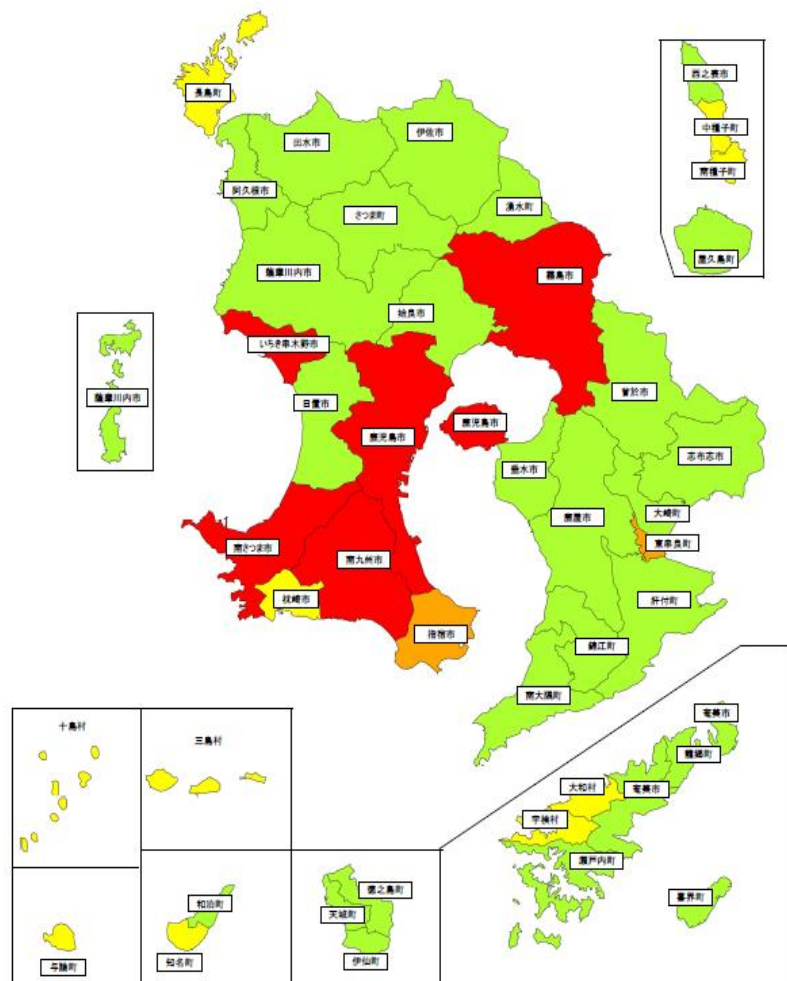 長島町
西之表市
出水市
伊佐市
中種子町
南種子町
阿久根市
さつま町
湧水町
屋久島町
薩摩川内市
霧島市
姶良市
いちき串木野市
薩摩川内市
日置市
曽於市
鹿児島市
鹿児島市
垂水市
志布志市
大崎町
鹿屋市
東串良町
南さつま市
南九州市
枕崎市
肝付町
指宿市
錦江町
南大隅町
十島村
三島村
奄美市
龍郷町
大和村
奄美市
宇検村
瀬戸内町
喜界町
和泊町
徳之島町
天城町
知名町
伊仙町
与論町